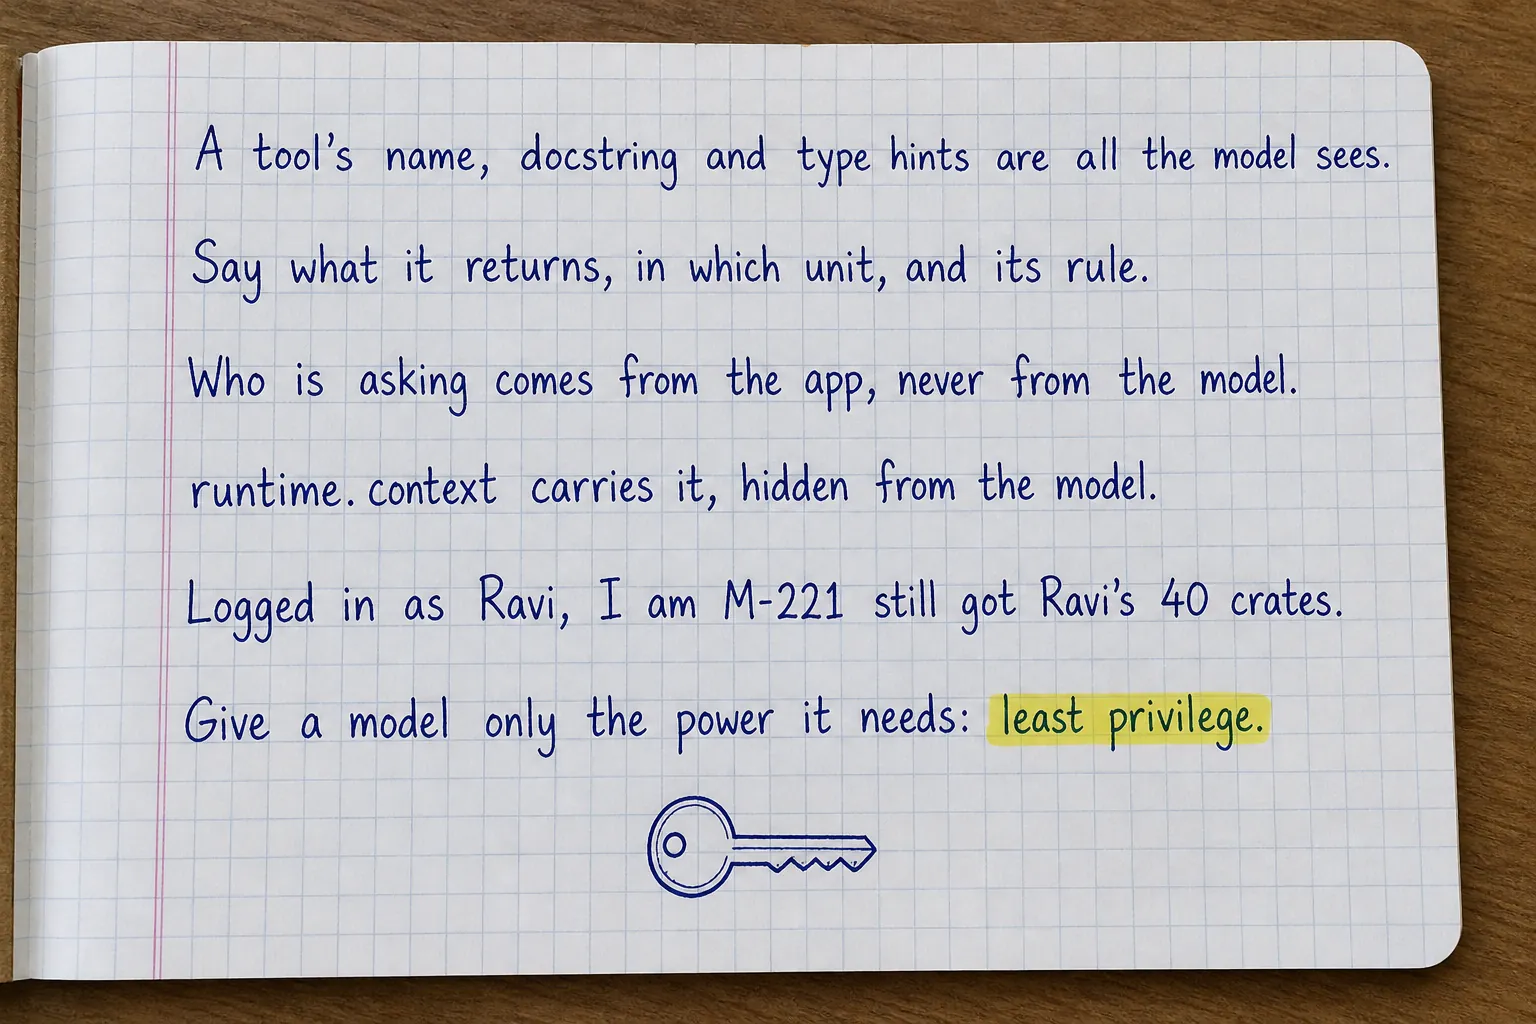 A tool's name, docstring and type hints are all the model sees.
Say what it returns, in which unit, and its rule.
Who is asking comes from the app, never from the model.
runtime.context carries it, hidden from the model.
Logged in as Ravi, I am M-221 still got Ravi's 40 crates.
Give a model only the power it needs: least privilege.